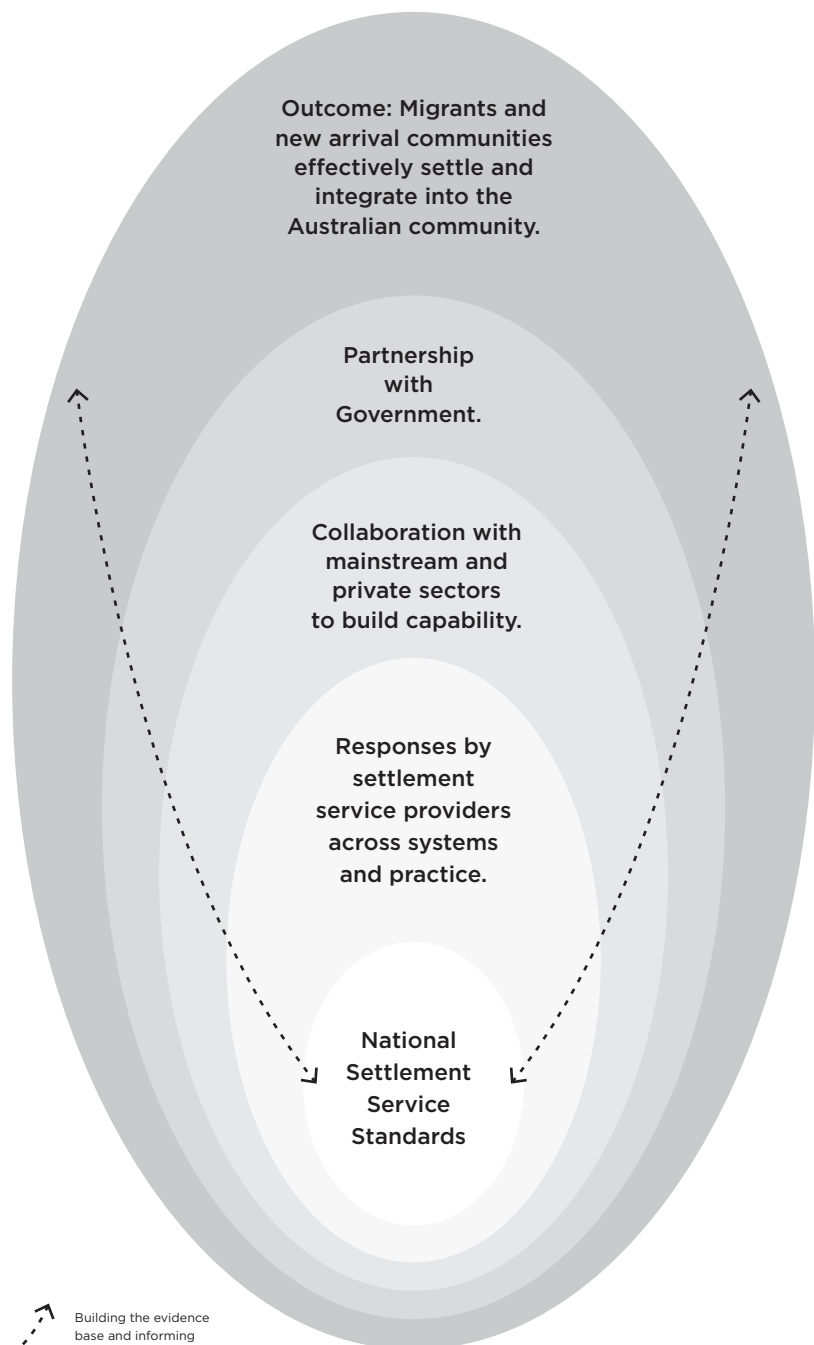 Outcome: Migrants and
new arrival communities
effectively settle and
integrate into the
Australian community.
Partnership
with
Government.
Collaboration with
mainstream and
private sectors
to build capability.
Responses by
settlement
service providers
across systems
and practice.
National
Settlement
Service
Standards
Building the evidence
base and informing